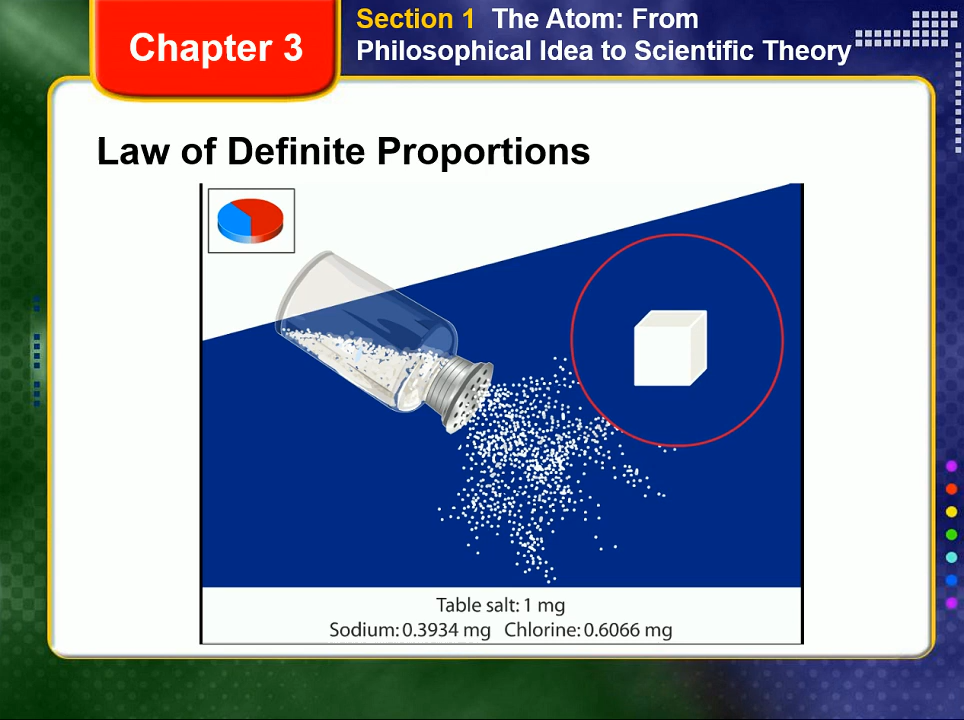 Chapter 3
Section 1 The Atom: From
Philosophical Idea to Scientific Theory
Law of Definite Proportions
Table salt: 1 mg
Sodium: 0.3934 mg Chlorine: 0.6066 mg